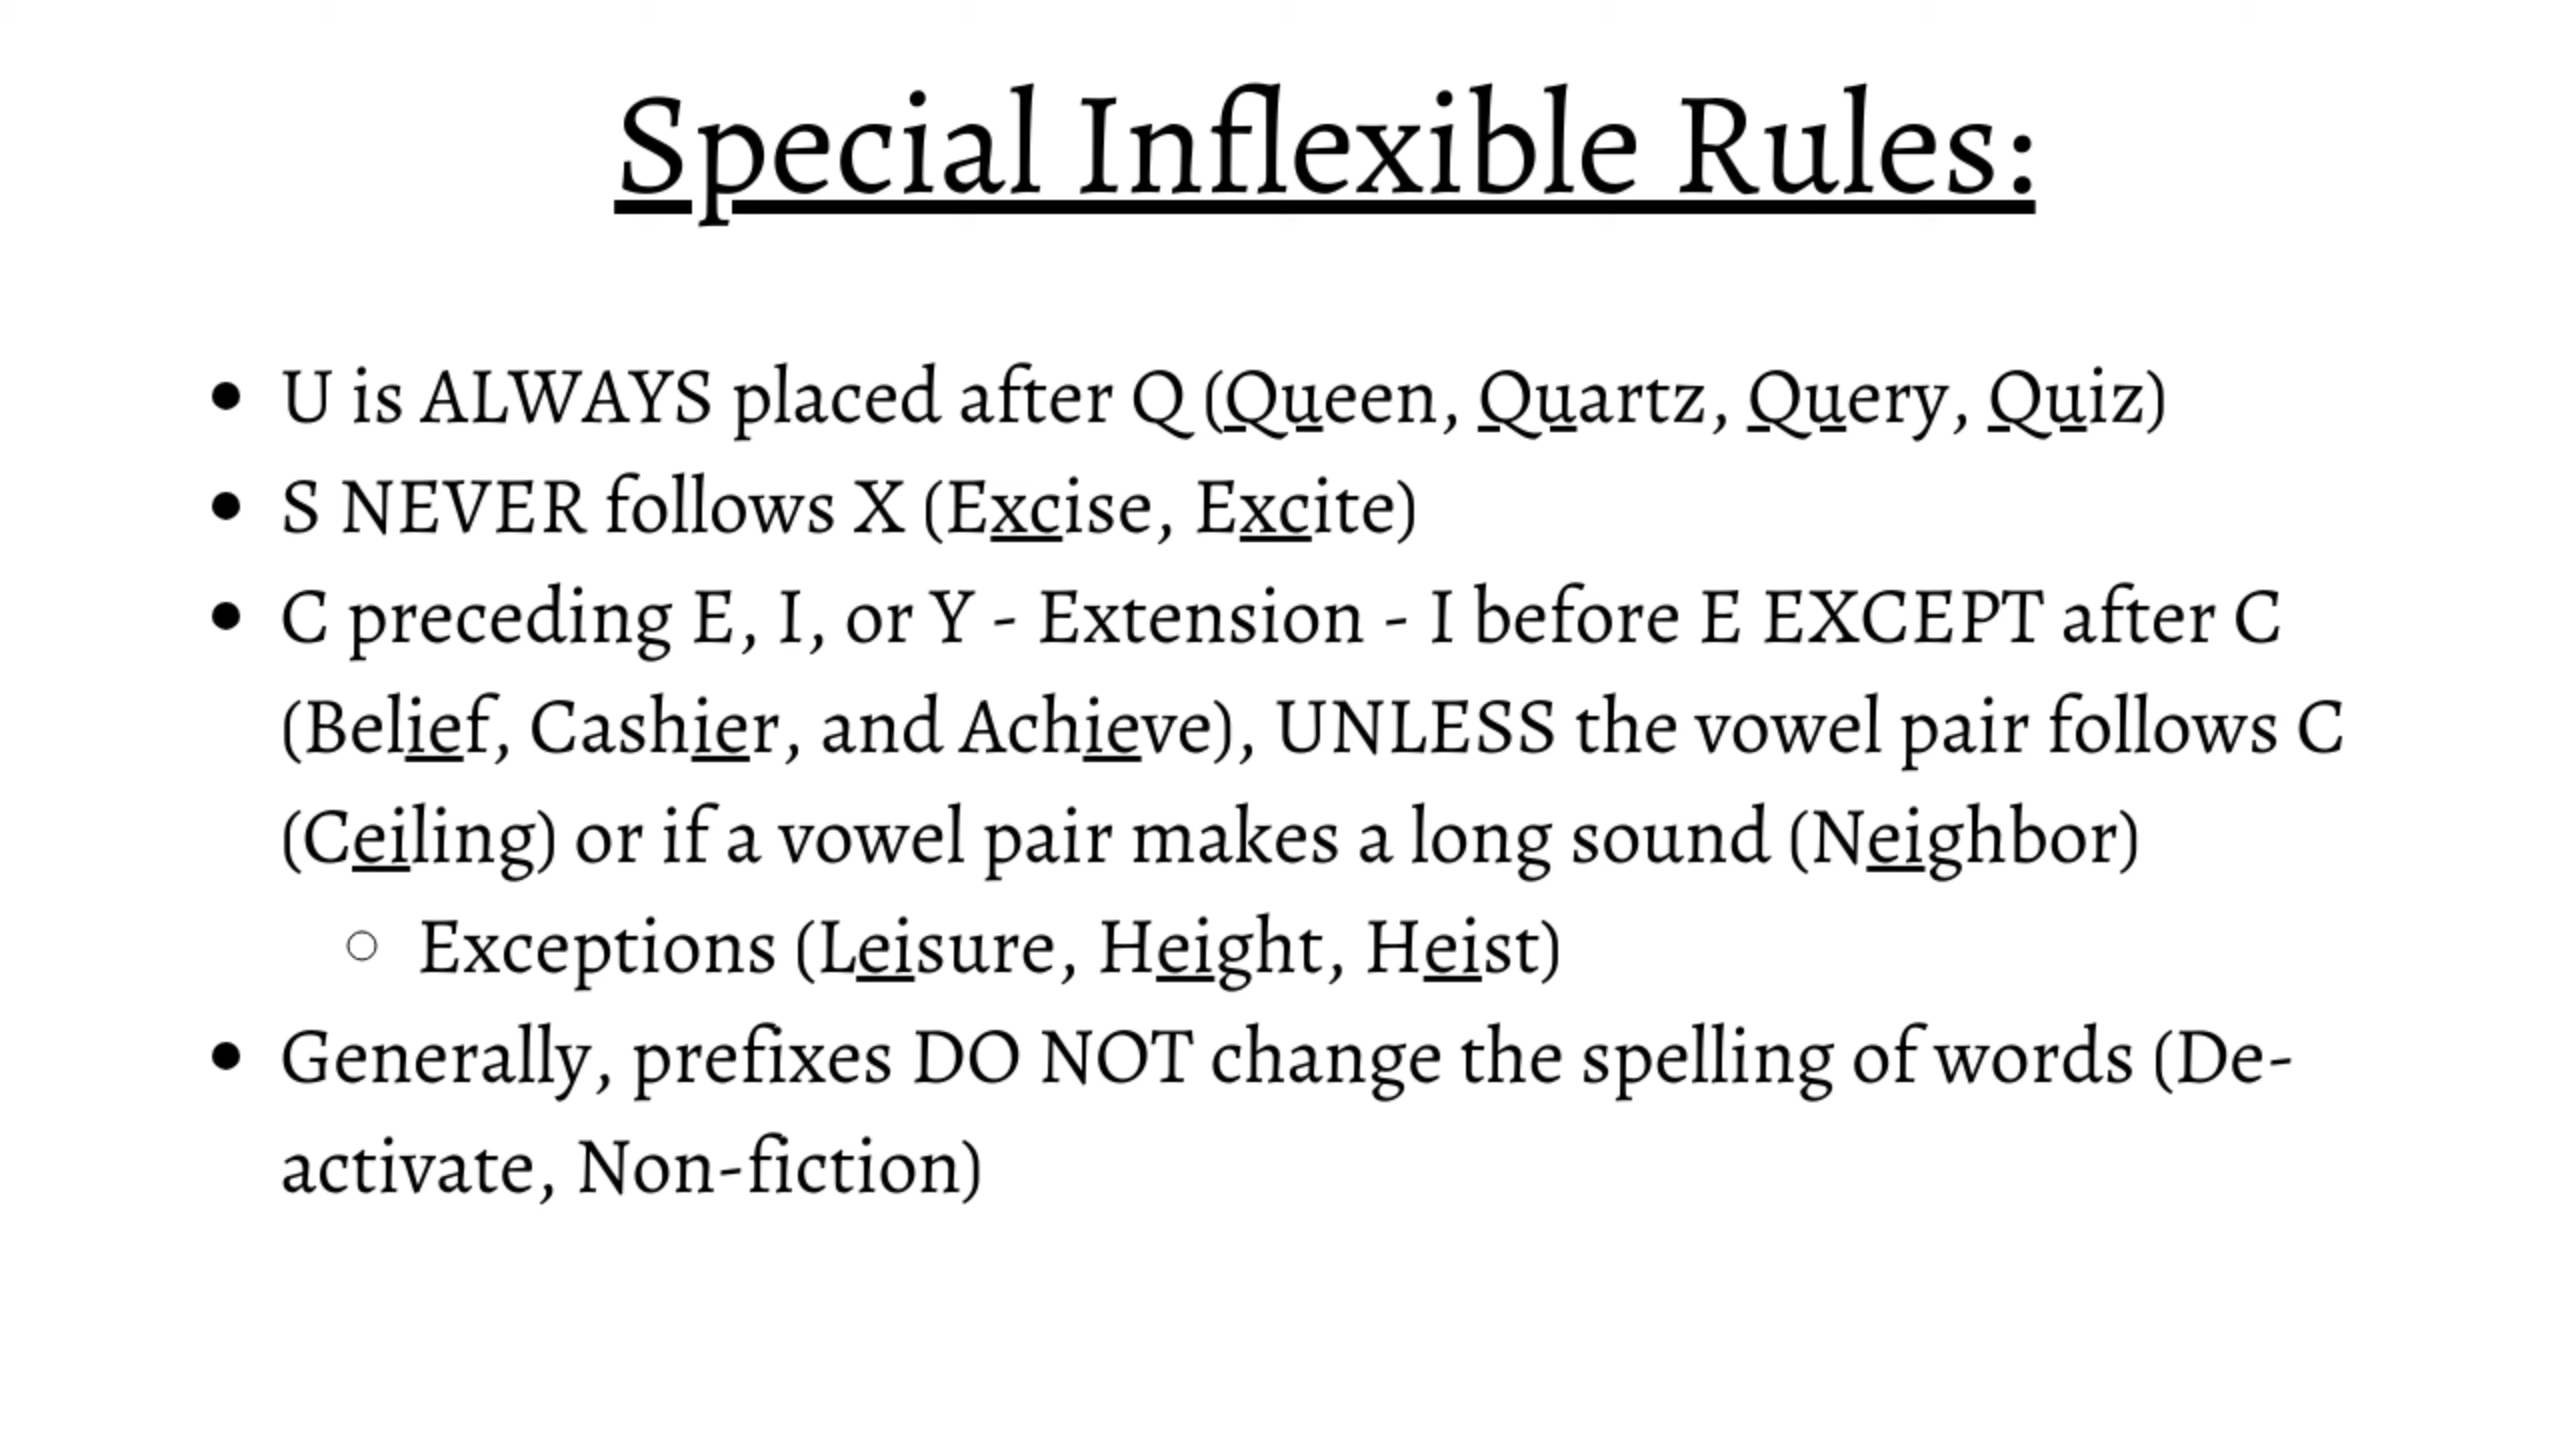 Special Inflexible Rules:
• U is ALWAYS placed after Q (Queen, Quartz, Query, Quiz)
• S NEVER follows X (Excise, Excite)
• C preceding E, I, or Y - Extension - I before E EXCEPT after C
(Belief, Cashier, and Achieve), UNLESS the vowel pair follows C
(Ceiling) or if a vowel pair makes a long sound (Neighbor)
○ Exceptions (Leisure, Height, Heist)
• Generally, prefixes DO NOT change the spelling of words (De-
activate, Non-fiction)